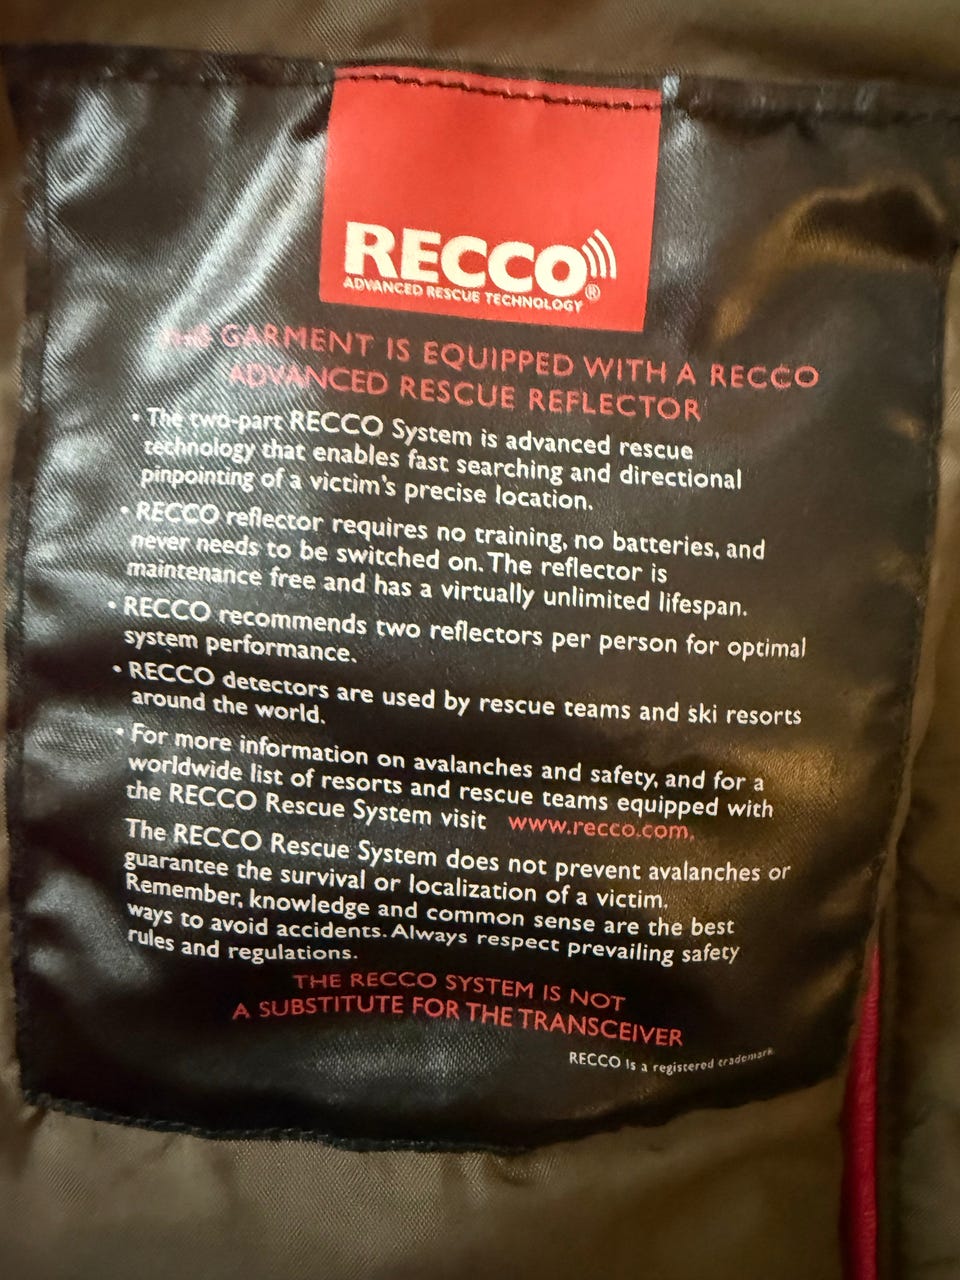 RECCO
ADVANCED RESCUE TECHNOLOGY ®
THIS GARMENT IS EQUIPPED WITH A RECCO
ADVANCED RESCUE REFLECTOR
• The two-part RECCO System is advanced rescue
technology that enables fast searching and directional
pinpointing of a victim's precise location.
• RECCO reflector requires no training, no batteries, and
never needs to be switched on. The reflector is
maintenance free and has a virtually unlimited lifespan.
• RECCO recommends two reflectors per person for optimal
system performance.
• RECCO detectors are used by rescue teams and ski resorts
around the world.
• For more information on avalanches and safety, and for a
worldwide list of resorts and rescue teams equipped with
the RECCO Rescue System visit www.recco.com.
The RECCO Rescue System does not prevent avalanches or
guarantee the survival or localization of a victim.
Remember, knowledge and common sense are the best
ways to avoid accidents. Always respect prevailing safety
rules and regulations.
THE RECCO SYSTEM IS NOT
A SUBSTITUTE FOR THE TRANSCEIVER
RECCO is a registered trademark